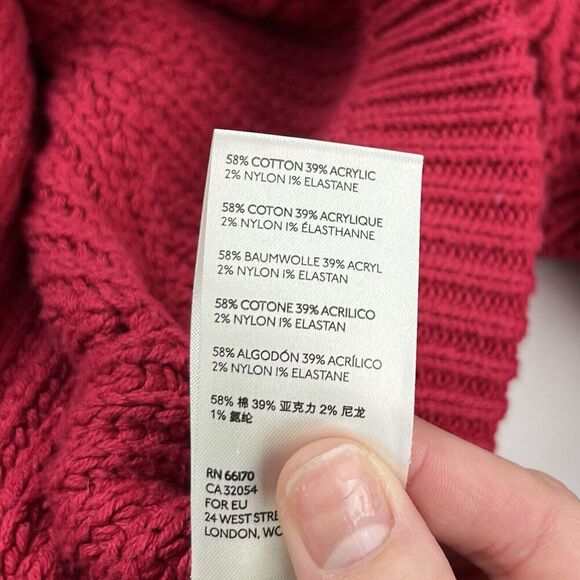 58% COTTON 39% ACRYLIC
2% NYLON 1% ELASTANE
58% COTON 39% ACRYLIQUE
2% NYLON 1% ÉLASTHANNE
58% BAUMWOLLE 39% ACRYL
2% NYLON 1% ELASTAN
58% COTONE 39% ACRILICO
2% NYLON 1% ELASTAN
58% ALGODÓN 39% ACRÍLICO
2% NYLON 1% ELASTANE
58% 棉 39% 亚克力 2% 尼龙
1% 氨纶
RN 66170
CA 32054
FOR EU
24 WEST
LONDON,